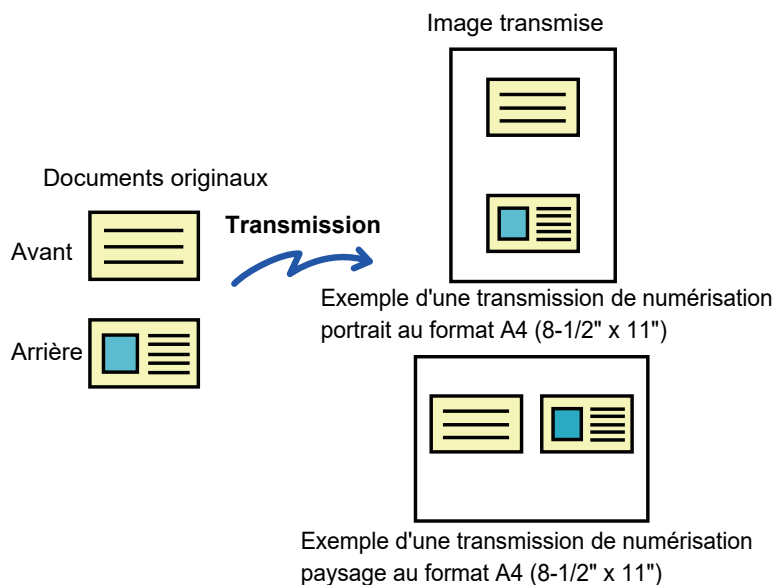 Image transmise
Documents originaux
Avant
Transmission
Arrière
Exemple d'une transmission de numérisation
portrait au format A4 (8-1/2" x 11")
Exemple d'une transmission de numérisation
paysage au format A4 (8-1/2" x 11")